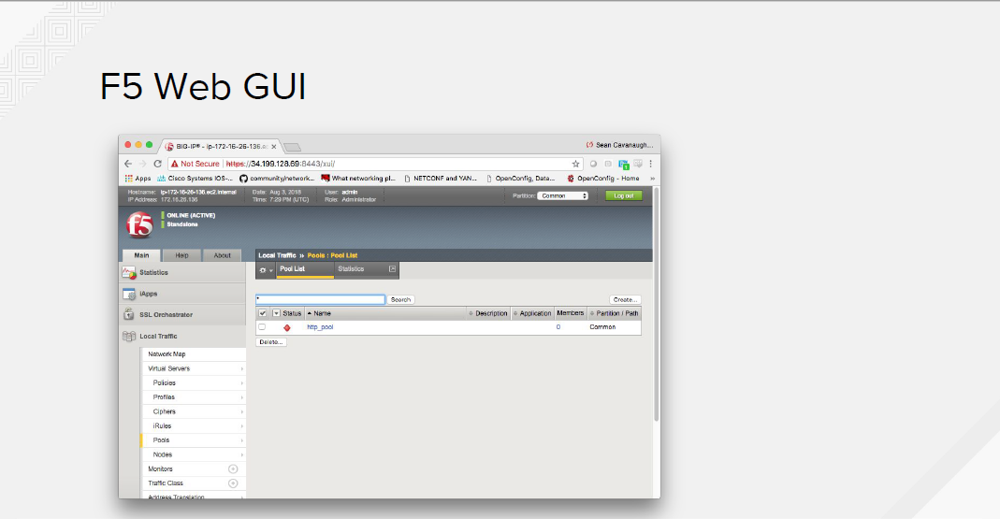 F5 Web GUI
BIG-IP® - ip-172-16-26-136.ec
Sean Cavanaugh...
Not Secure https://34.199.128.69:8443/xui/
Apps Cisco Systems IOS-... community/network... What networking pl... NETCONF and YAN... OpenConfig, Data... OpenConfig - Home »
Hostname: ip-172-16-26-136.ec2.internal Date: Aug 3, 2018 User: admin
IP Address: 172.16.26.136 Time: 7:29 PM (UTC) Role: Administrator
Partition: Common Log out
f5
ONLINE (ACTIVE)
Standalone
Main Help About
Local Traffic » Pools : Pool List
Pool List Statistics
Statistics
iApps
SSL Orchestrator
Local Traffic
Network Map
Virtual Servers
Policies
Profiles
Ciphers
iRules
Pools
Nodes
Monitors
Traffic Class
Address Translation
* Search Create...
Status Name Description Application Members Partition / Path
http_pool 0 Common
Delete...